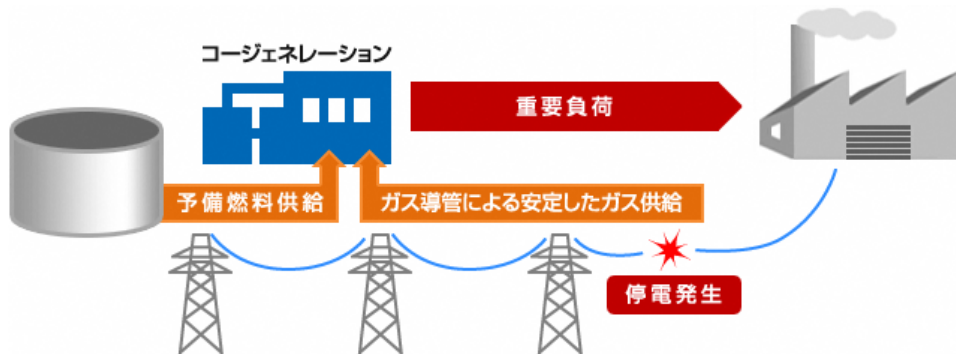 コージェネレーション
重要負荷
予備燃料供給
ガス導管による安定したガス供給
停電発生